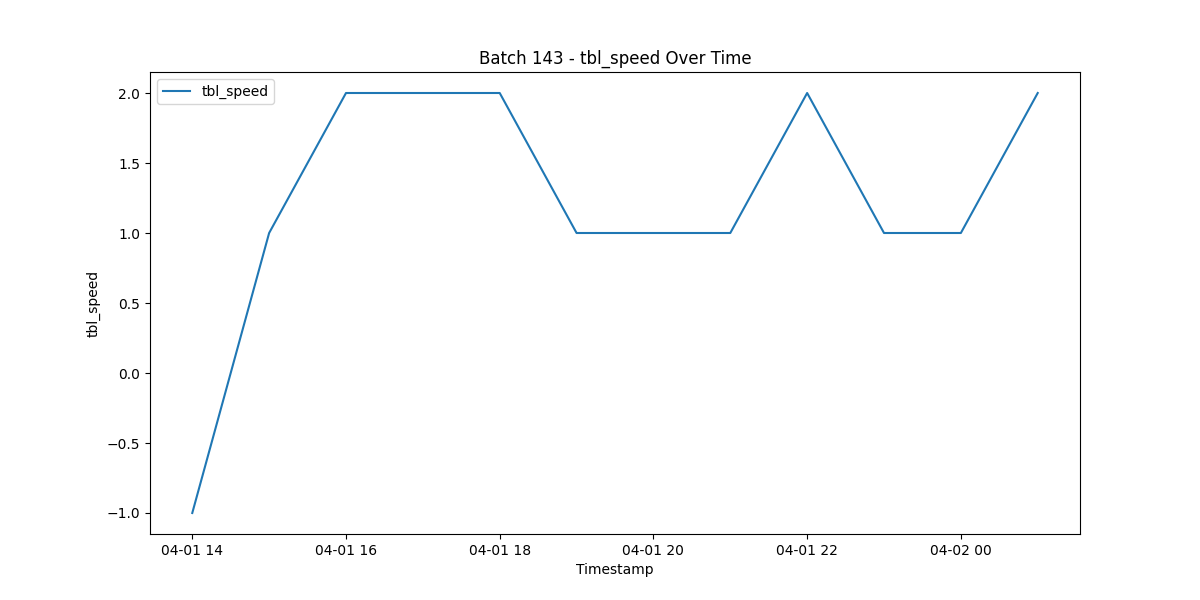 Batch 143 - tbl_speed Over Time
tbl_speed
2.0
1.5
1.0
0.5
0.0
−0.5
−1.0
tbl_speed
04-01 14 04-01 16 04-01 18 04-01 20 04-01 22 04-02 00
Timestamp